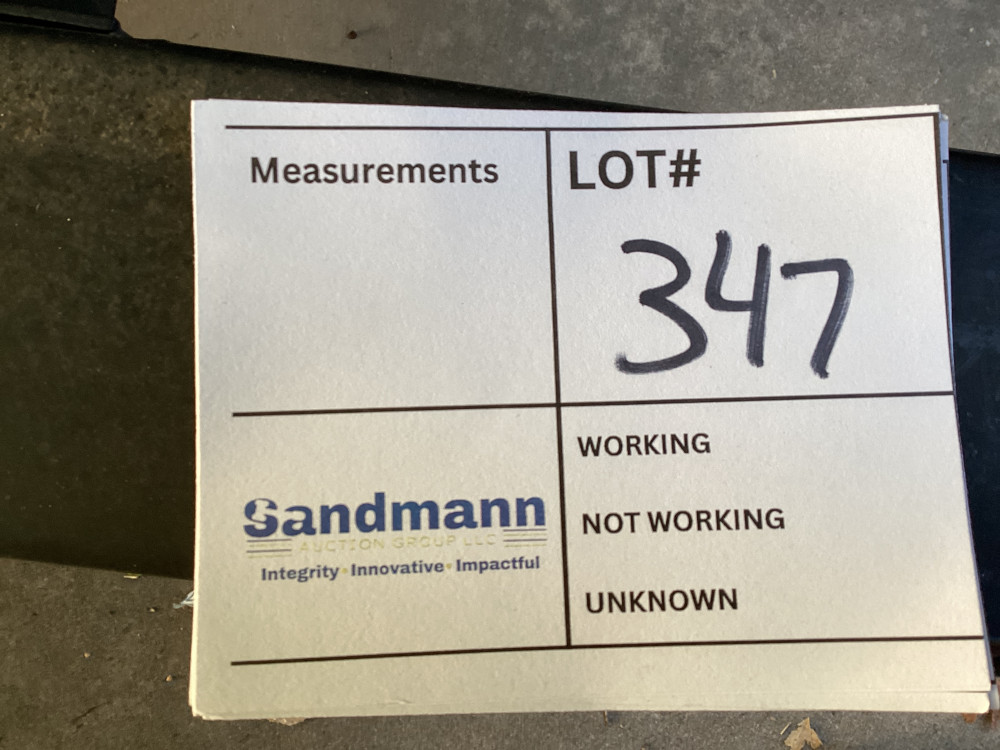 Measurements
LOT#
347
WORKING
NOT WORKING
UNKNOWN
Sandmann
AUCTION GROUP LLC
Integrity • Innovative • Impactful